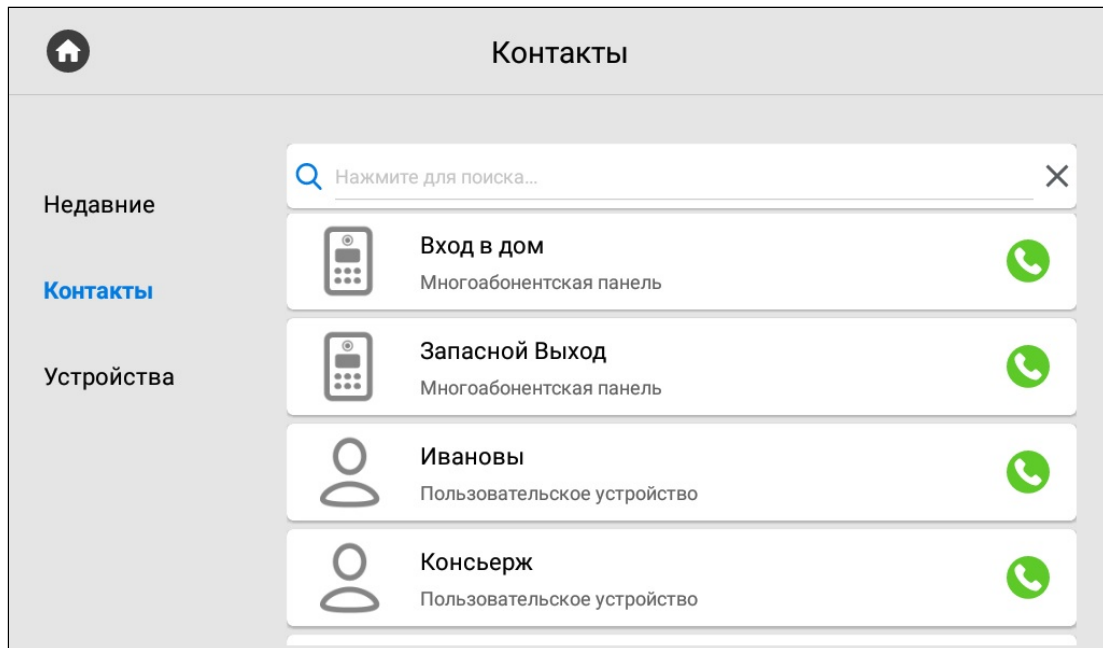 Контакты
Нажмите для поиска...
Недавние
Контакты
Устройства
Вход в дом
Многоабонентская панель
Запасной Выход
Многоабонентская панель
Ивановы
Пользовательское устройство
Консьерж
Пользовательское устройство